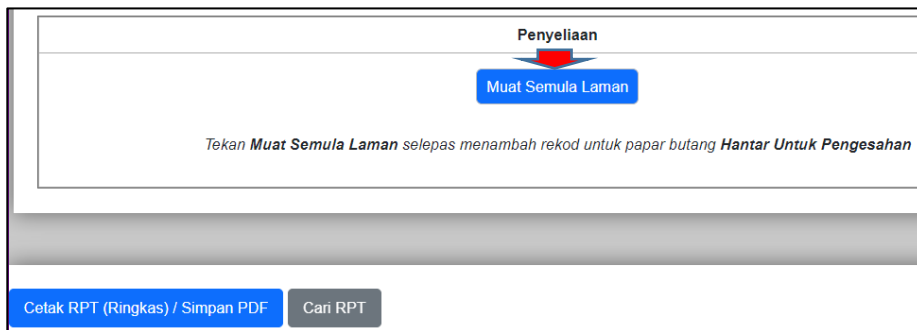 Penyeliaan
Muat Semula Laman
Tekan Muat Semula Laman selepas menambah rekod untuk papar butang Hantar Untuk Pengesahan
Cetak RPT (Ringkas) / Simpan PDF Cari RPT